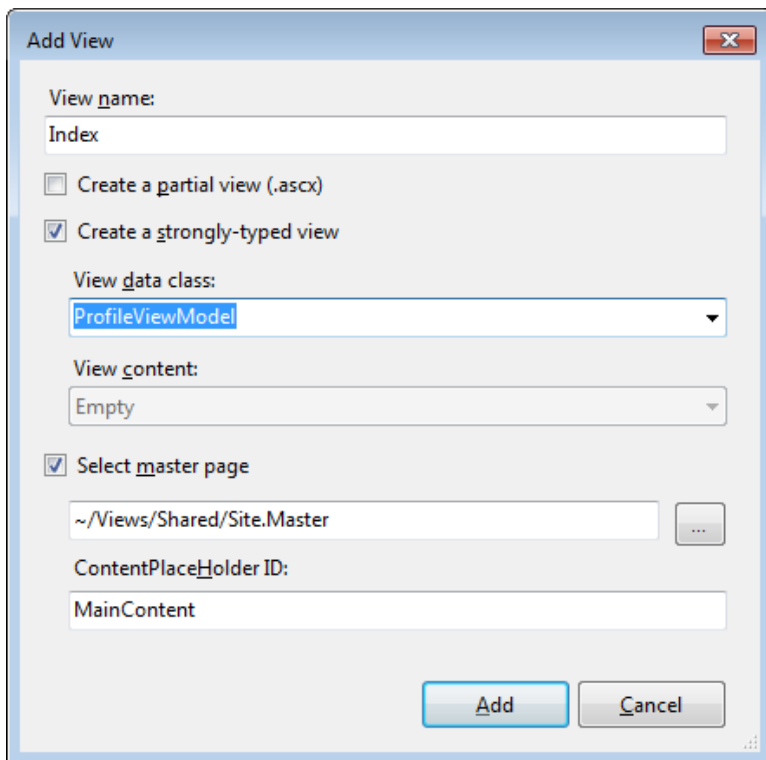 Add View
View name:
Index
Create a partial view (.ascx)
Create a strongly-typed view
View data class:
ProfileViewModel
View content:
Empty
Select master page
~/Views/Shared/Site.Master
...
ContentPlaceHolder ID:
MainContent
Add Cancel